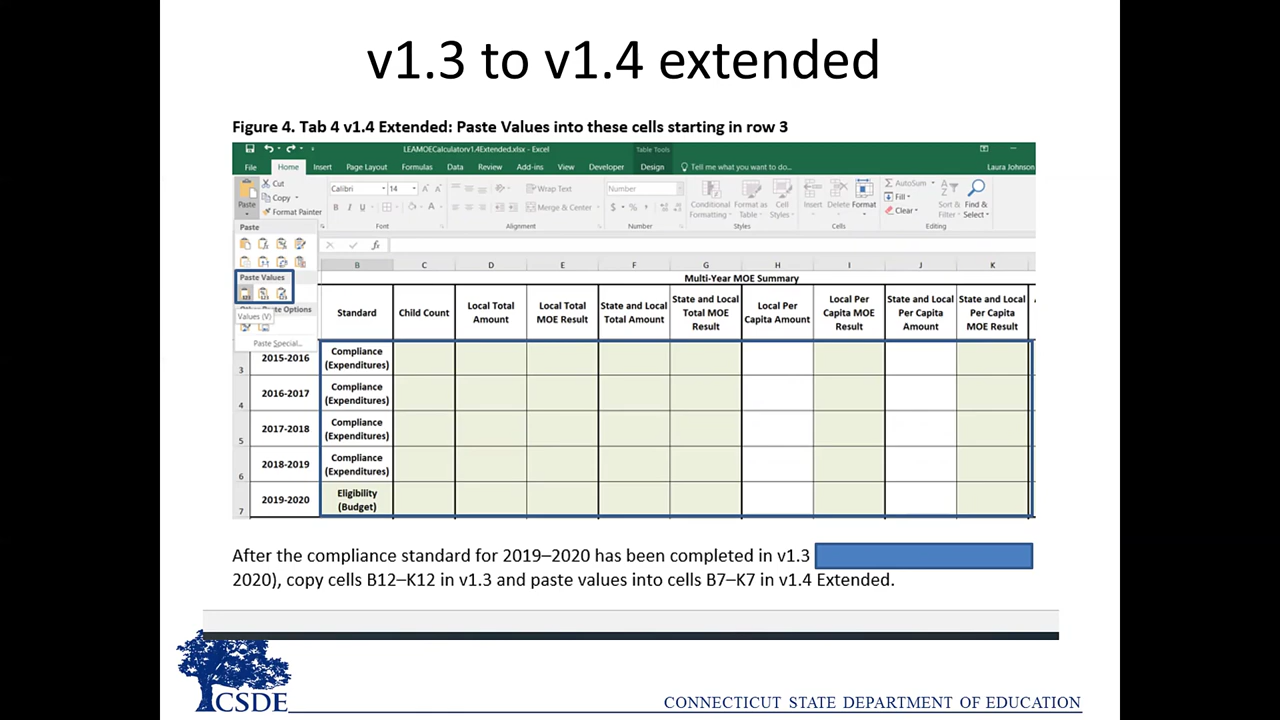 v1.3 to v1.4 extended
Figure 4. Tab 4 v1.4 Extended: Paste Values into these cells starting in row 3
LEAMOECalculatorv1.4Extended.xlsx - Excel
Table Tools
File Home Insert Page Layout Formulas Data Review Add-ins View Developer Design Tell me what you want to do... Laura Johnson
Paste
Cut
Copy
Format Painter
Calibri 14
B I U
Wrap Text
Merge & Center
Number
$ %
Conditional Formatting
Format as Table
Cell Styles
Insert Delete Format
AutoSum
Fill
Clear
Sort & Filter
Find & Select
Font Alignment Number Styles Cells Editing
Paste
Paste Values
Other Paste Options
Values (V)
Paste Special...
fx
B C D E F G H I J K
Multi-Year MOE Summary
Standard
Child Count
Local Total Amount
Local Total MOE Result
State and Local Total Amount
State and Local Total MOE Result
Local Per Capita Amount
Local Per Capita MOE Result
State and Local Per Capita Amount
State and Local Per Capita MOE Result
3 2015-2016 Compliance (Expenditures)
4 2016-2017 Compliance (Expenditures)
5 2017-2018 Compliance (Expenditures)
6 2018-2019 Compliance (Expenditures)
7 2019-2020 Eligibility (Budget)
After the compliance standard for 2019–2020 has been completed in v1.3
2020), copy cells B12–K12 in v1.3 and paste values into cells B7–K7 in v1.4 Extended.
CSDE
CONNECTICUT STATE DEPARTMENT OF EDUCATION